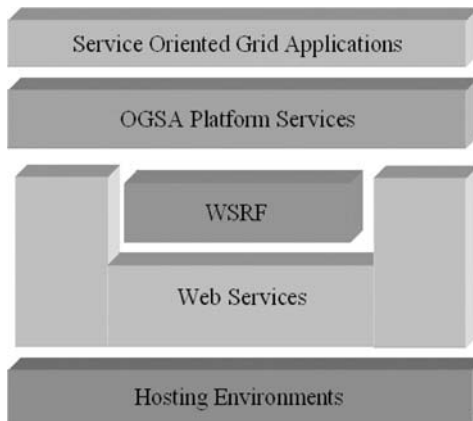 Service Oriented Grid Applications
OGSA Platform Services
WSRF
Web Services
Hosting Environments